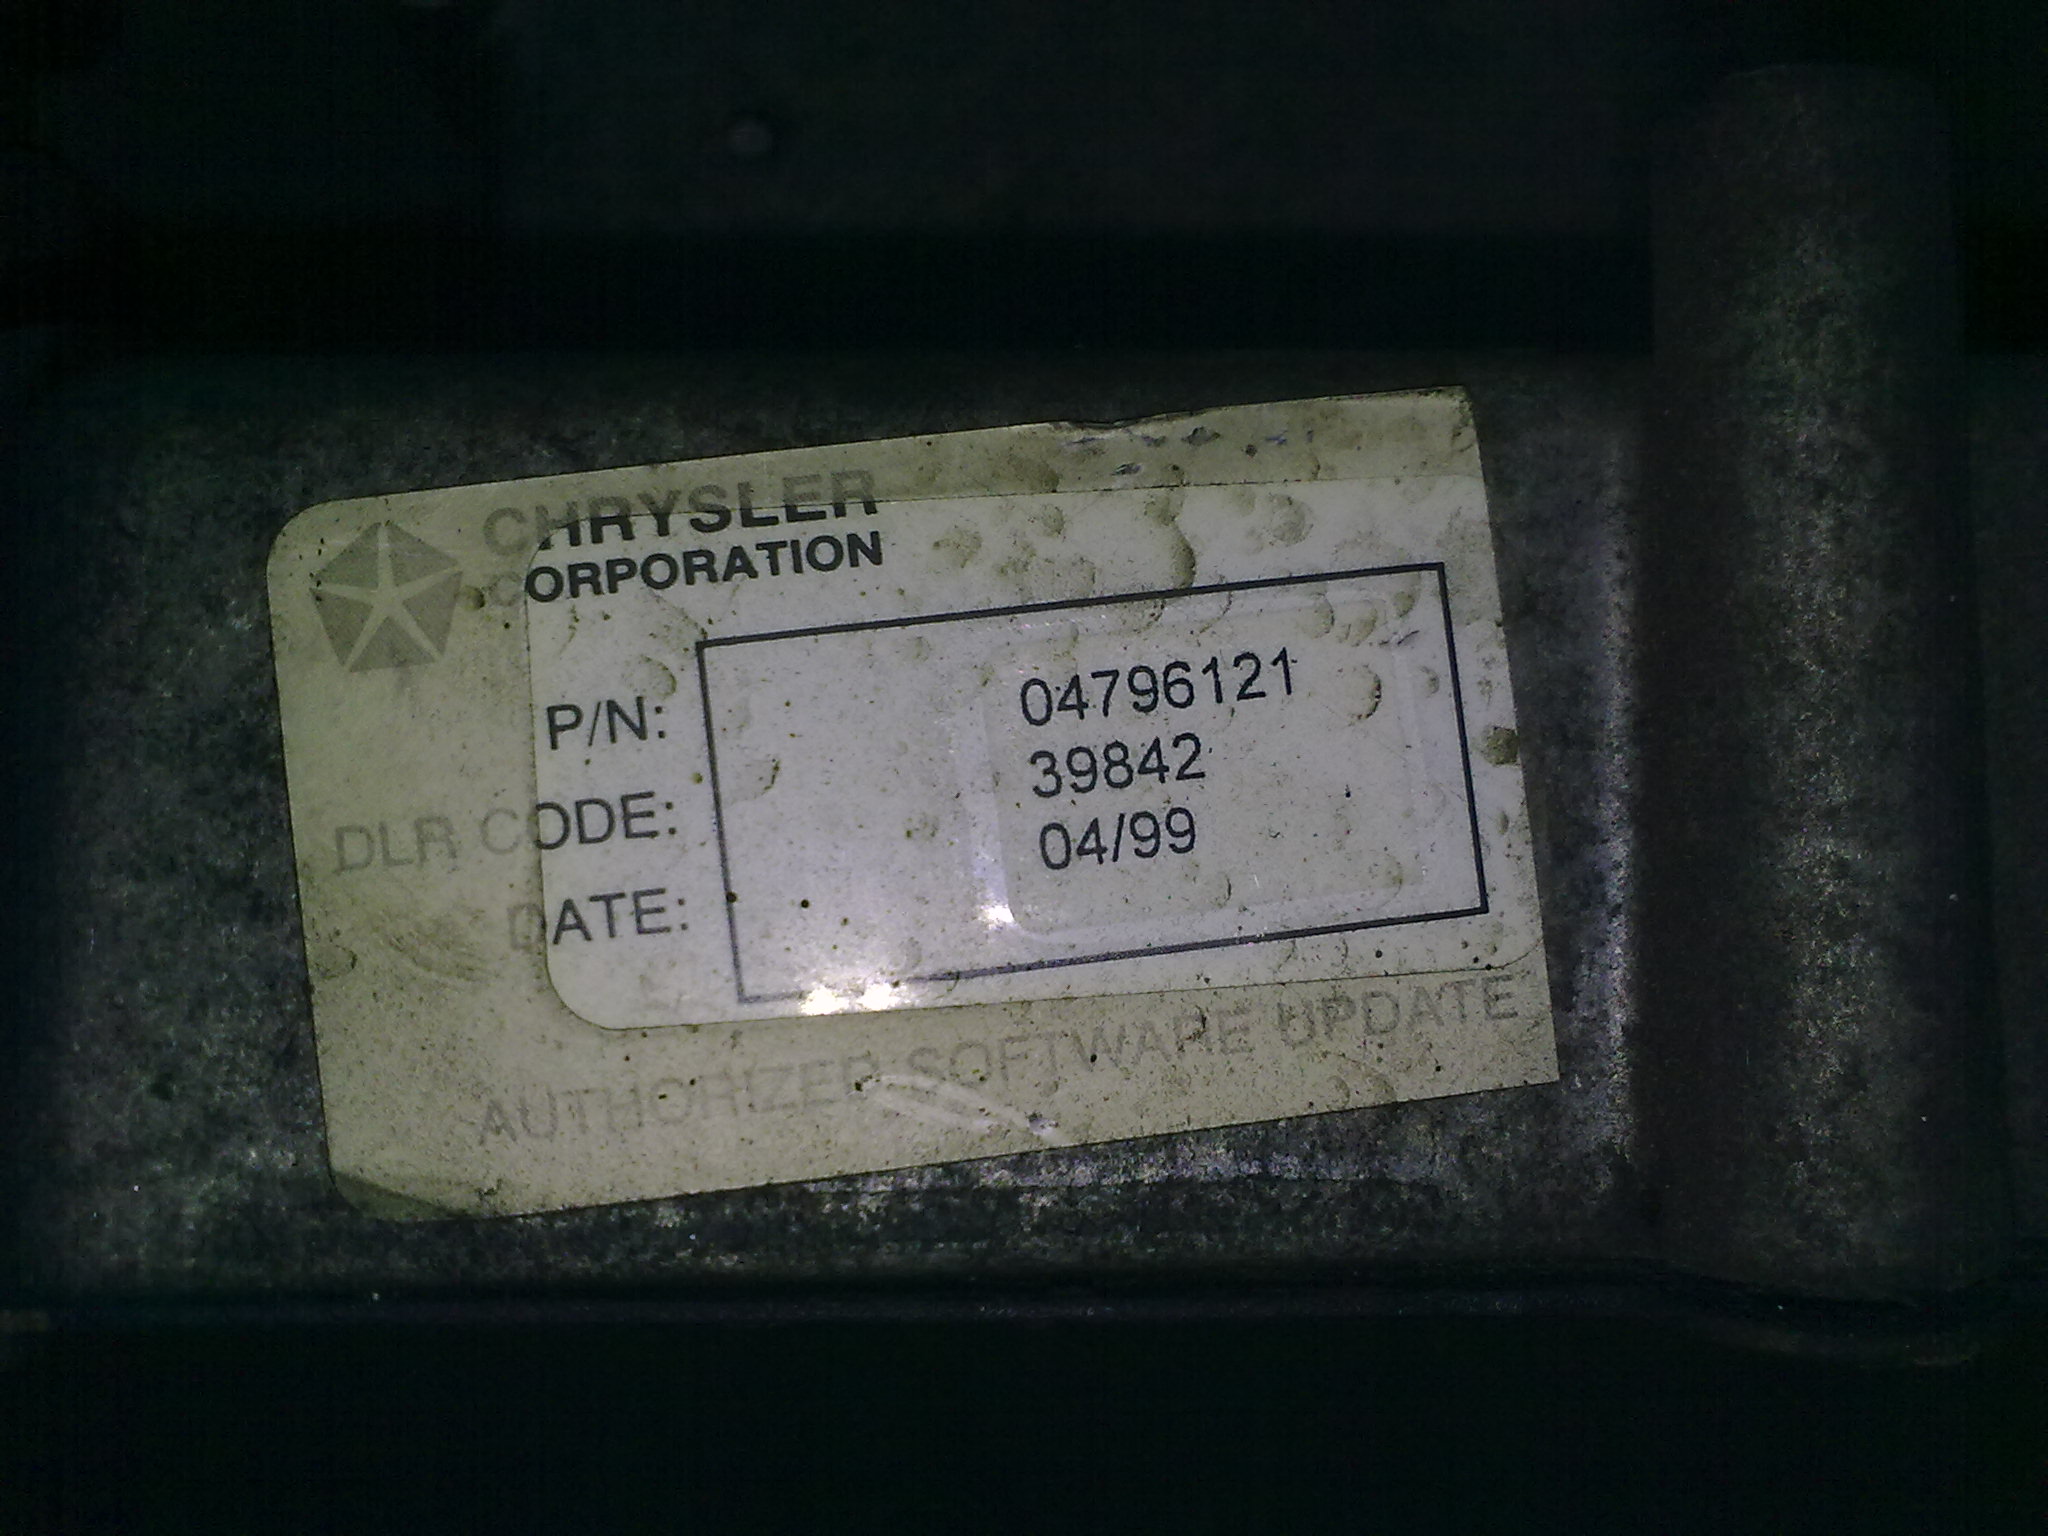 CHRYSLER
CORPORATION
P/N: 04796121
DLR CODE: 39842
DATE: 04/99
AUTHORIZED SOFTWARE UPDATE